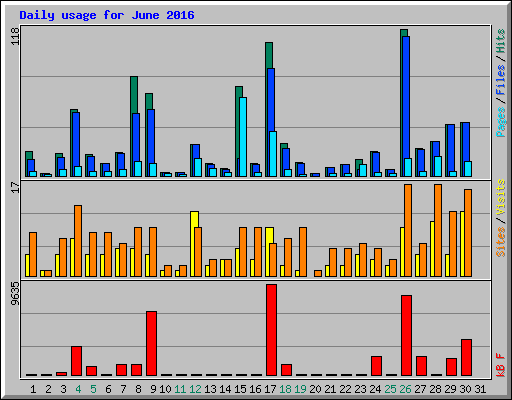 Daily usage for June 2016
118
Pages / Files / Hits
17
Sites / Visits
9635
kB F
1 2 3 4 5 6 7 8 9 10 11 12 13 14 15 16 17 18 19 20 21 22 23 24 25 26 27 28 29 30 31